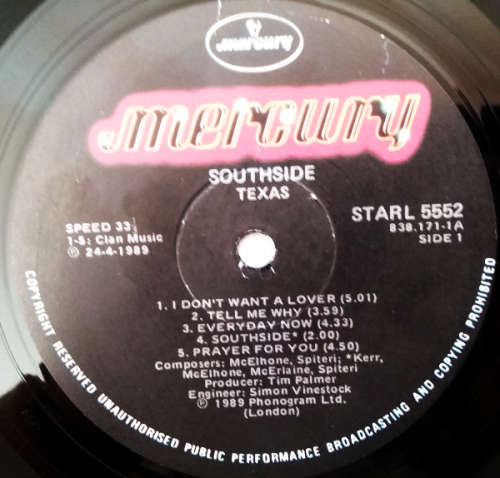 mercury
mercury
SOUTHSIDE
TEXAS
SPEED 33
1-5: Clan Music
Ⓟ 24-4-1989
STARL 5552
838.171-1A
SIDE 1
1. I DON'T WANT A LOVER (5.01)
2. TELL ME WHY (3.59)
3. EVERYDAY NOW (4.33)
4. SOUTHSIDE* (2.00)
5. PRAYER FOR YOU (4.50)
Composers: McElhone, Spiteri; *Kerr,
McElhone, McErlaine, Spiteri
Producer: Tim Palmer
Engineer: Simon Vinestock
Ⓟ 1989 Phonogram Ltd.
(London)
COPYRIGHT RESERVED UNAUTHORISED PUBLIC PERFORMANCE BROADCASTING AND COPYING PROHIBITED